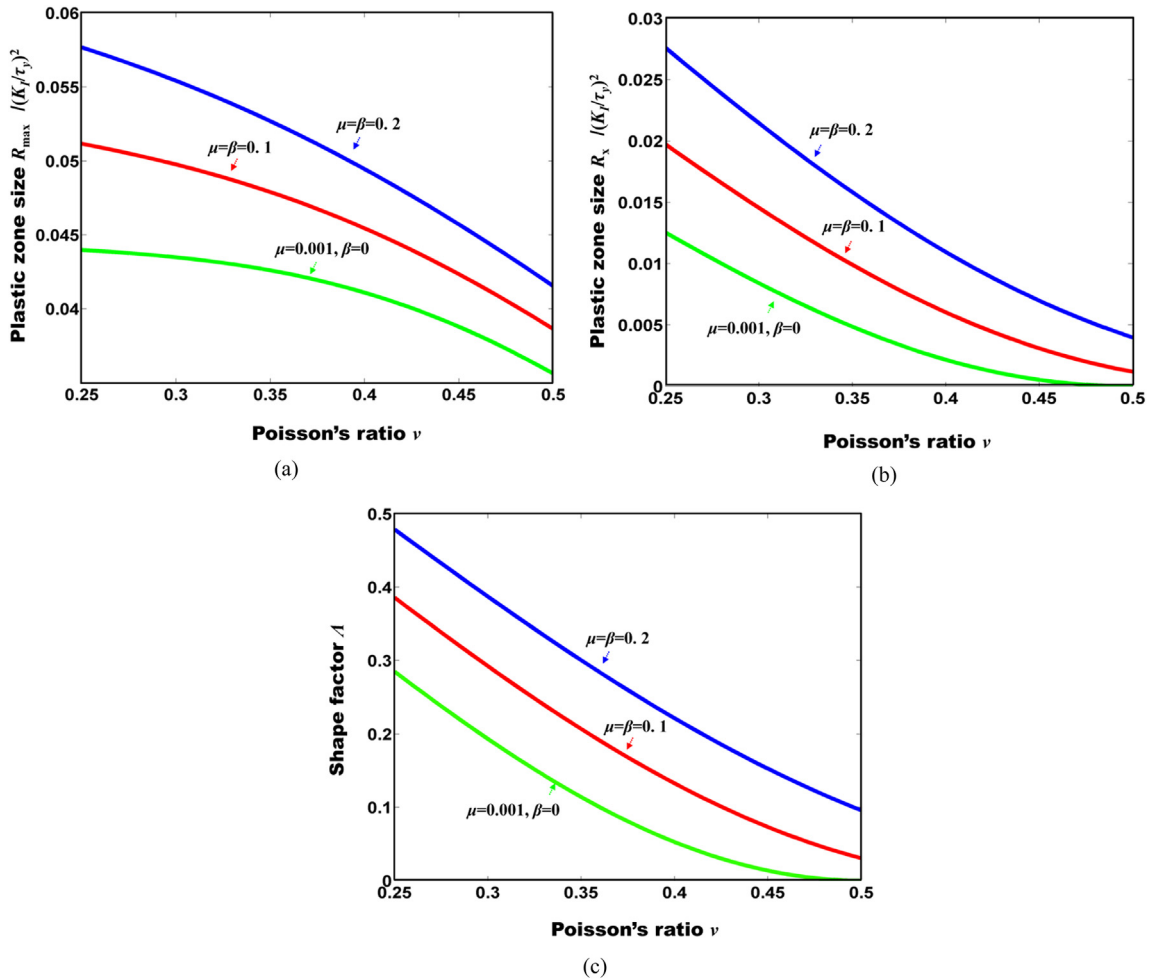 0.06
0.055
0.05
0.045
0.04
0.25
0.3
0.35
0.4
0.45
0.5
Plastic zone size R_max /(K_I/τ_y)²
μ=β=0. 2
μ=β=0. 1
μ=0.001, β=0
Poisson's ratio ν
(a)
0.03
0.025
0.02
0.015
0.01
0.005
0
0.25
0.3
0.35
0.4
0.45
0.5
Plastic zone size R_x /(K_I/τ_y)²
μ=β=0. 2
μ=β=0. 1
μ=0.001, β=0
Poisson's ratio ν
(b)
0.5
0.4
0.3
0.2
0.1
0
0.25
0.3
0.35
0.4
0.45
0.5
Shape factor Λ
μ=β=0. 2
μ=β=0. 1
μ=0.001, β=0
Poisson's ratio ν
(c)